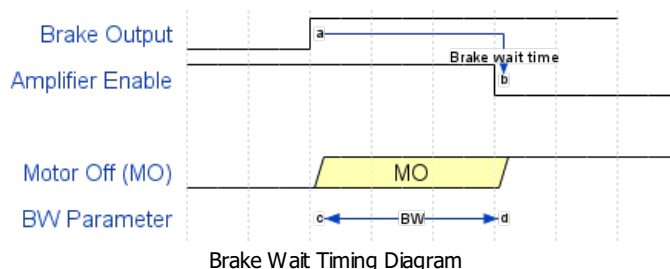 Brake Output
a
Brake wait time
Amplifier Enable
b
Motor Off (MO)
MO
BW Parameter
c
BW
d
Brake Wait Timing Diagram